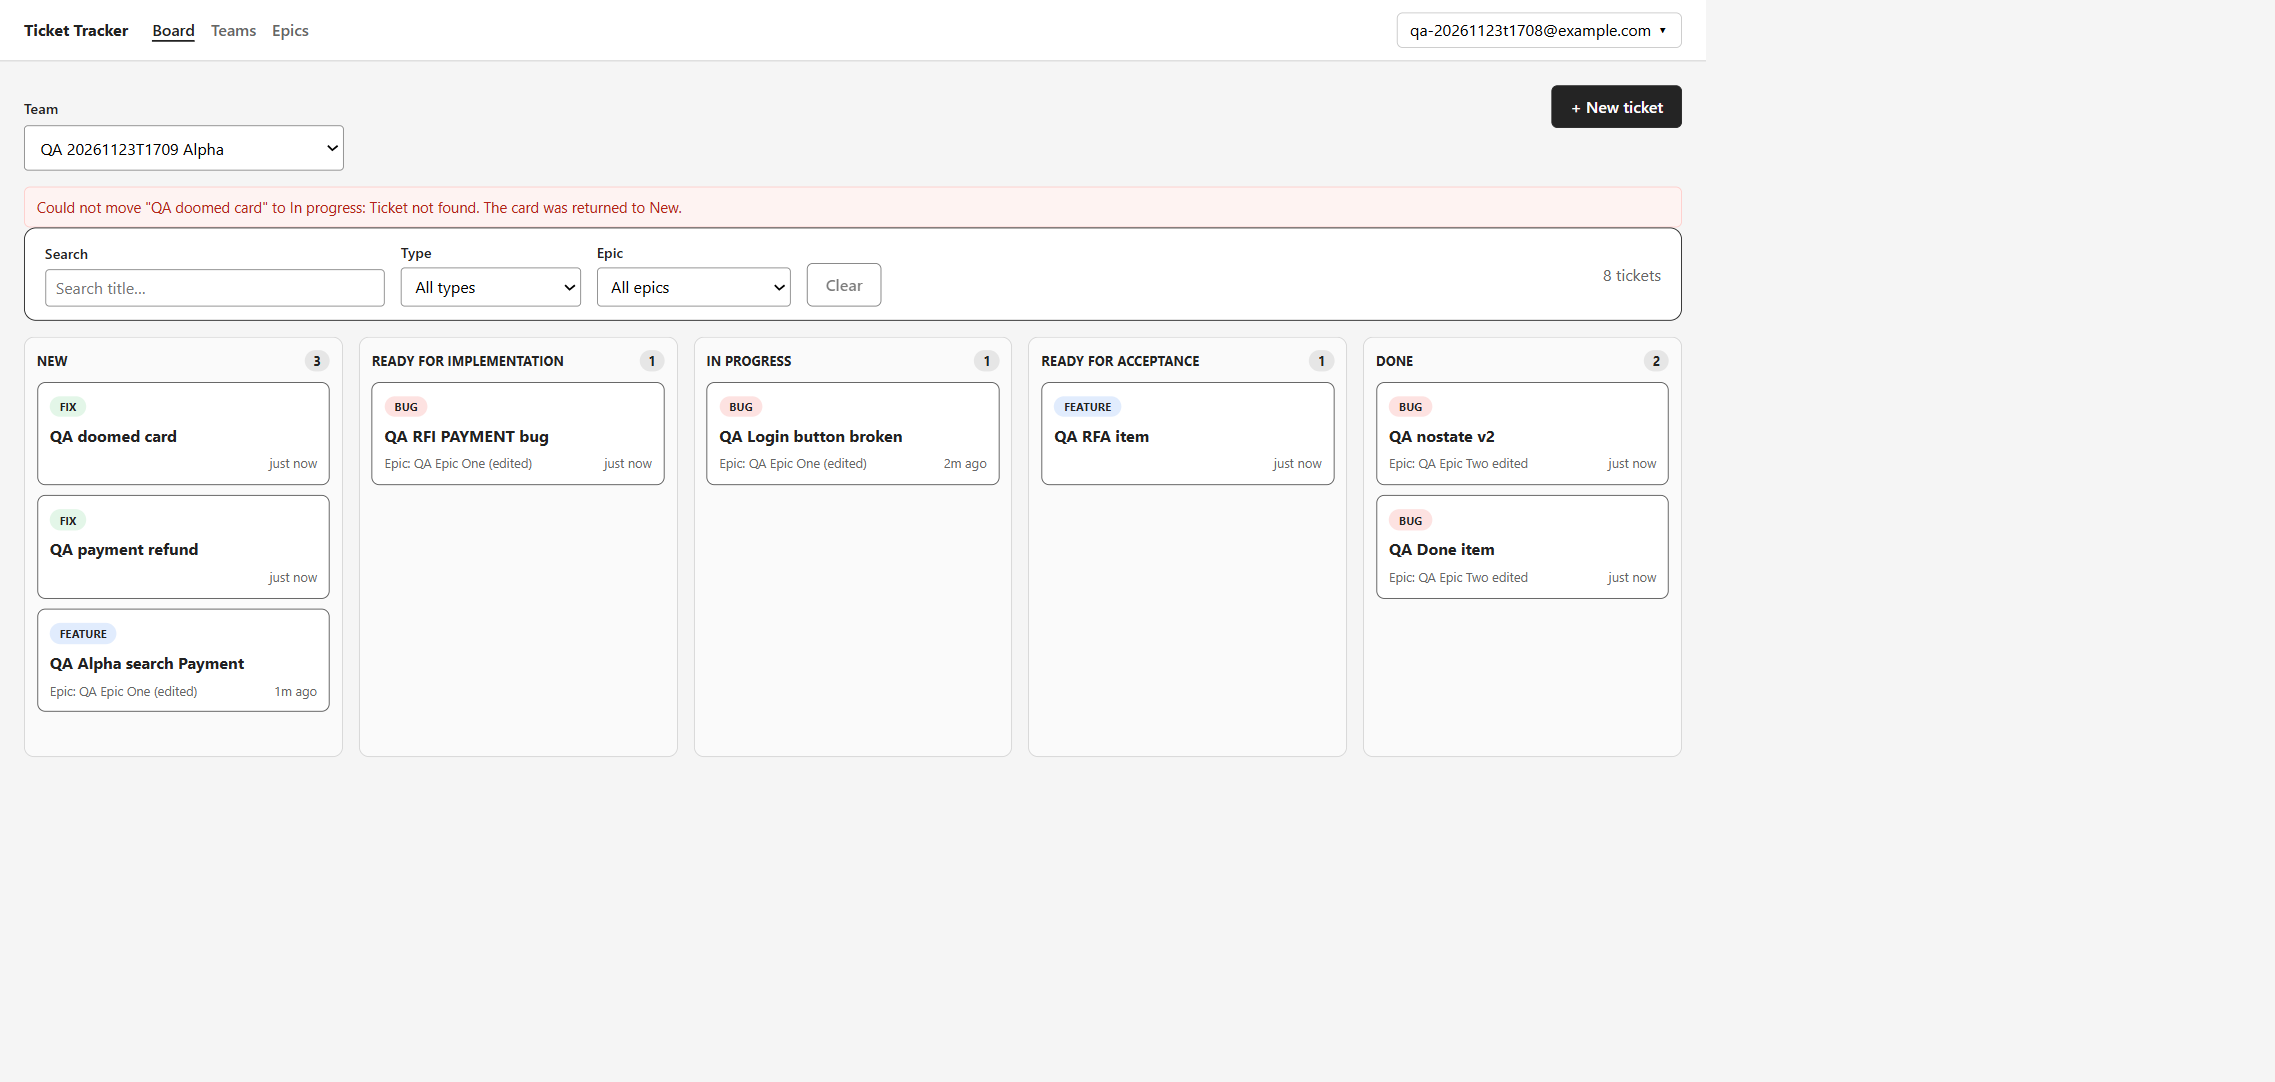 Ticket Tracker Board Teams Epics qa-20261123t1708@example.com ▾
+ New ticket
Team
QA 20261123T1709 Alpha
Could not move "QA doomed card" to In progress: Ticket not found. The card was returned to New.
Search Type Epic
Search title... All types All epics Clear 8 tickets
NEW 3
FIX
QA doomed card
just now
FIX
QA payment refund
just now
FEATURE
QA Alpha search Payment
Epic: QA Epic One (edited) 1m ago
READY FOR IMPLEMENTATION 1
BUG
QA RFI PAYMENT bug
Epic: QA Epic One (edited) just now
IN PROGRESS 1
BUG
QA Login button broken
Epic: QA Epic One (edited) 2m ago
READY FOR ACCEPTANCE 1
FEATURE
QA RFA item
just now
DONE 2
BUG
QA nostate v2
Epic: QA Epic Two edited just now
BUG
QA Done item
Epic: QA Epic Two edited just now